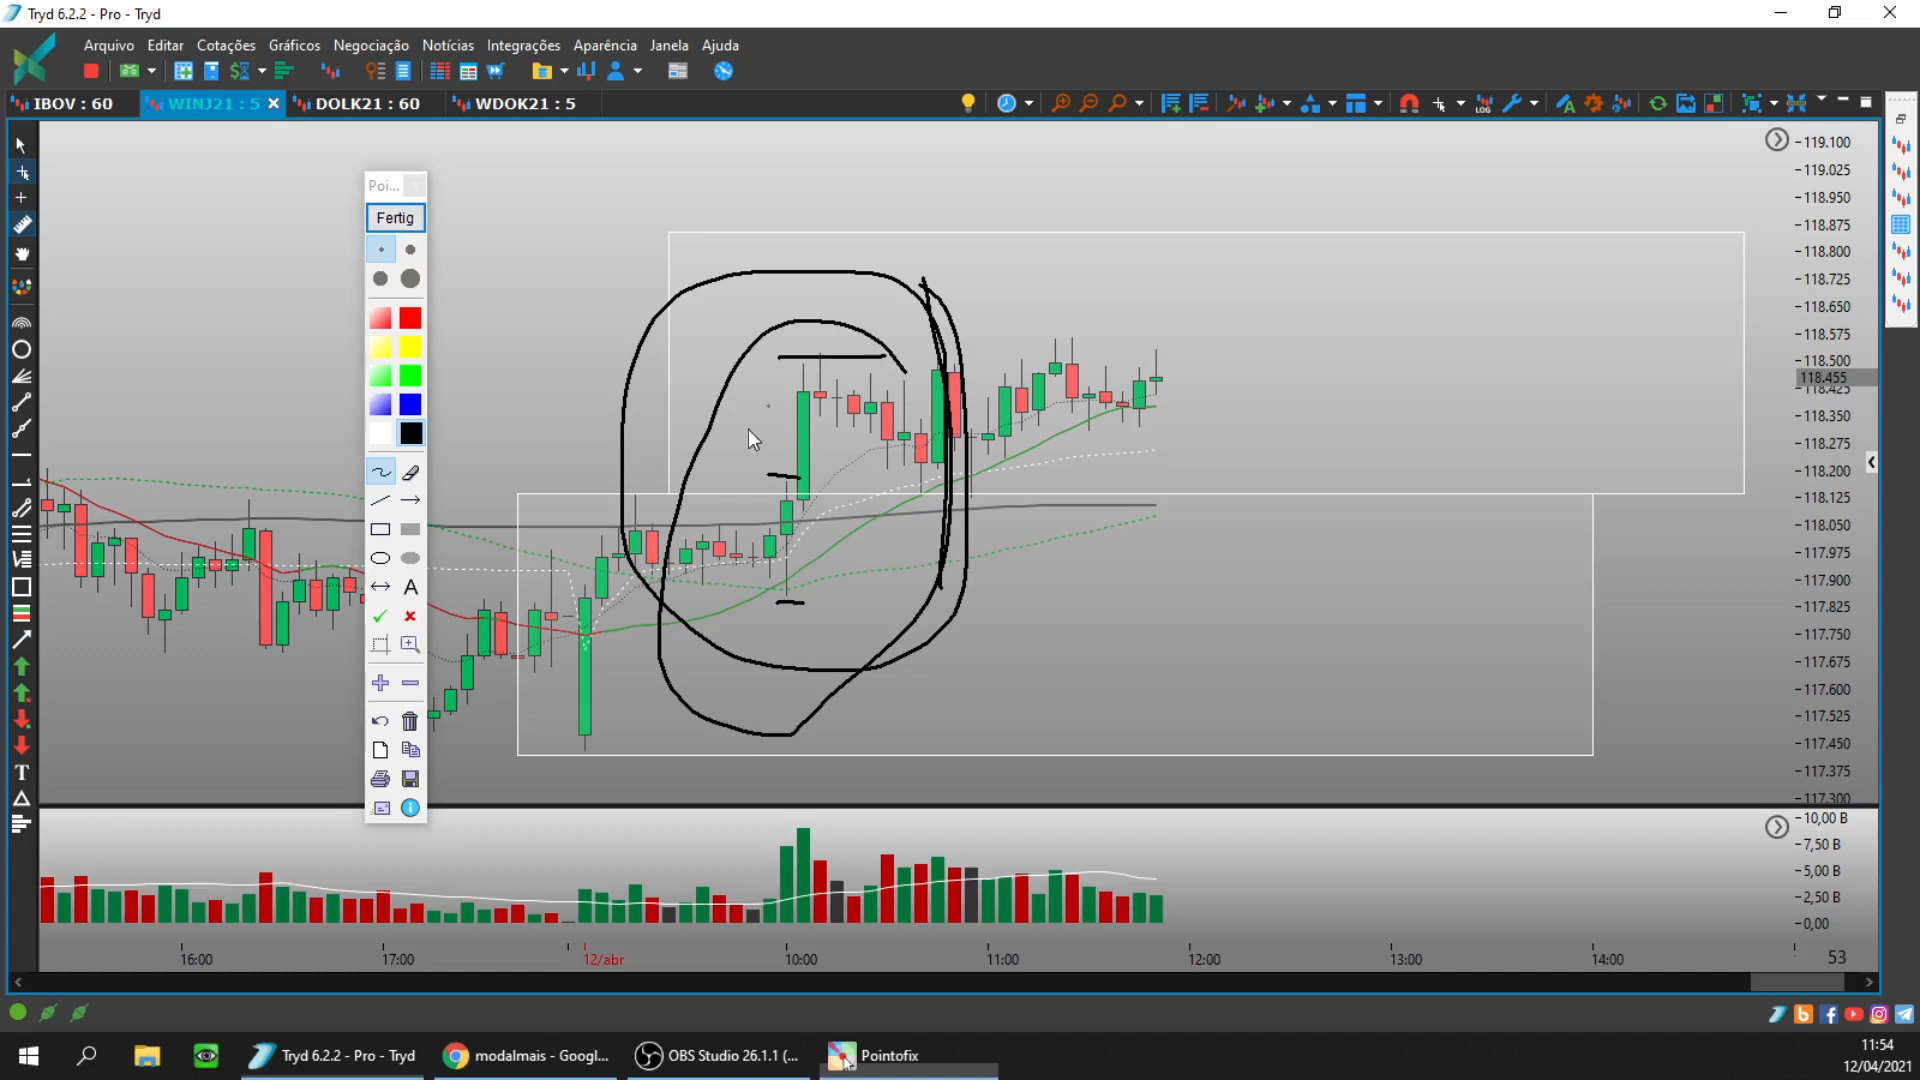 Tryd 6.2.2 - Pro - Tryd
Arquivo Editar Cotações Gráficos Negociação Notícias Integrações Aparência Janela Ajuda
IBOV : 60
WINJ21 : 5
DOLK21 : 60
WDOK21 : 5
LOG
Poi...
Fertig
A
T
119.100
119.025
118.950
118.875
118.800
118.725
118.650
118.575
118.500
118.455
118.425
118.350
118.275
118.200
118.125
118.050
117.975
117.900
117.825
117.750
117.675
117.600
117.525
117.450
117.375
117.300
10,00 B
7,50 B
5,00 B
2,50 B
0,00
16:00 17:00 12/abr 10:00 11:00 12:00 13:00 14:00 53
Tryd 6.2.2 - Pro - Tryd
modalmais - Googl...
OBS Studio 26.1.1 (...
Pointofix
11:54
12/04/2021